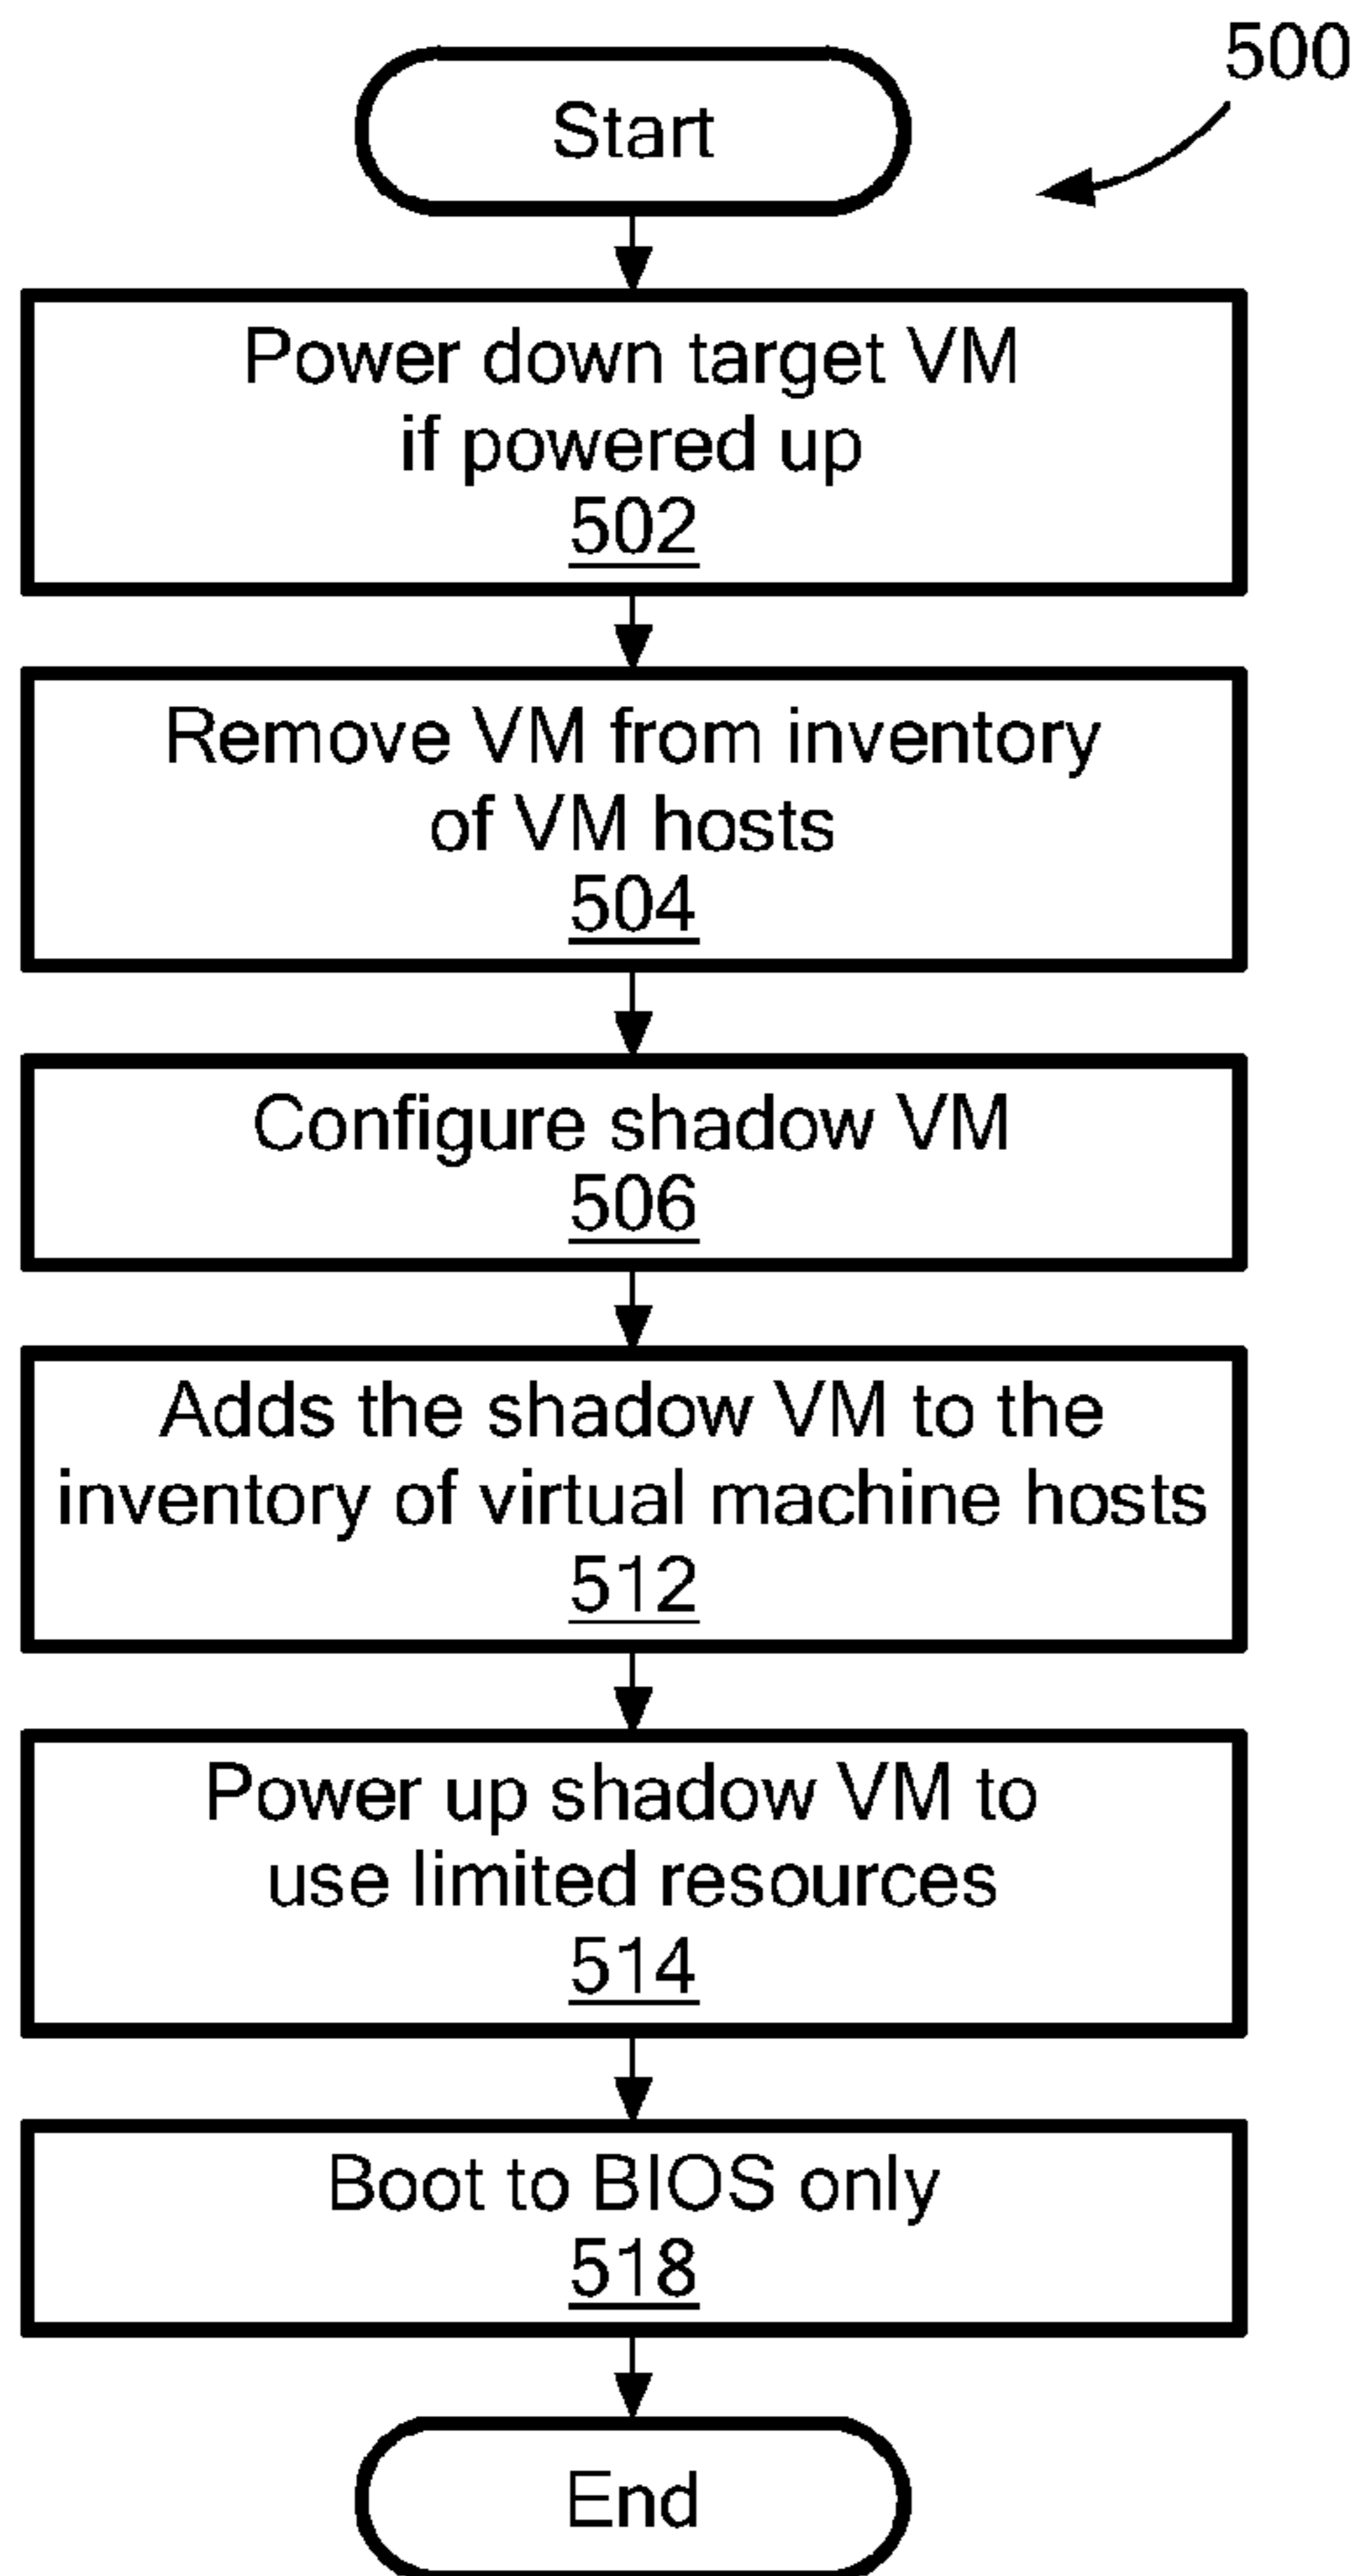 500
Start
Power down target VM
if powered up
502
Remove VM from inventory
of VM hosts
504
Configure shadow VM
506
Adds the shadow VM to the
inventory of virtual machine hosts
512
Power up shadow VM to
use limited resources
514
Boot to BIOS only
518
End